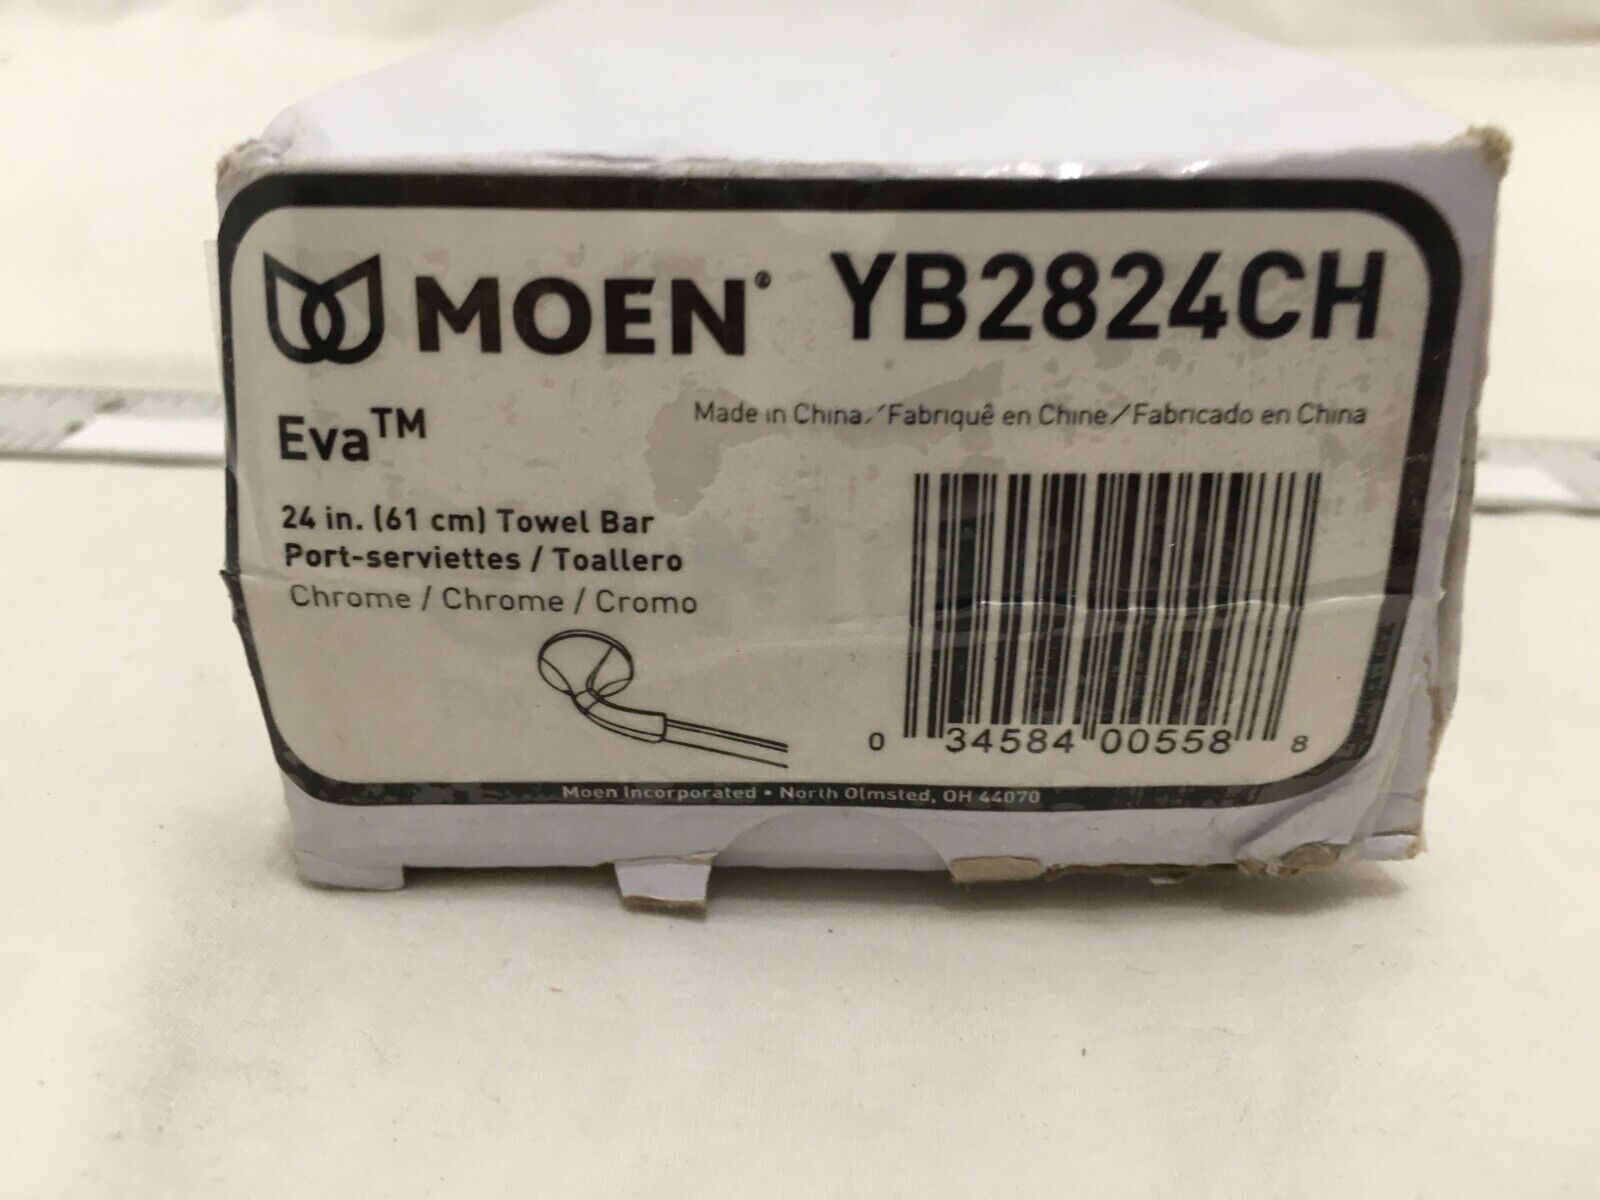 MOEN® YB2824CH
Eva™
Made in China/Fabriquê en Chine/Fabricado en China
24 in. (61 cm) Towel Bar
Port-serviettes / Toallero
Chrome / Chrome / Cromo
0 34584 00558 8
Moen Incorporated • North Olmsted, OH 44070